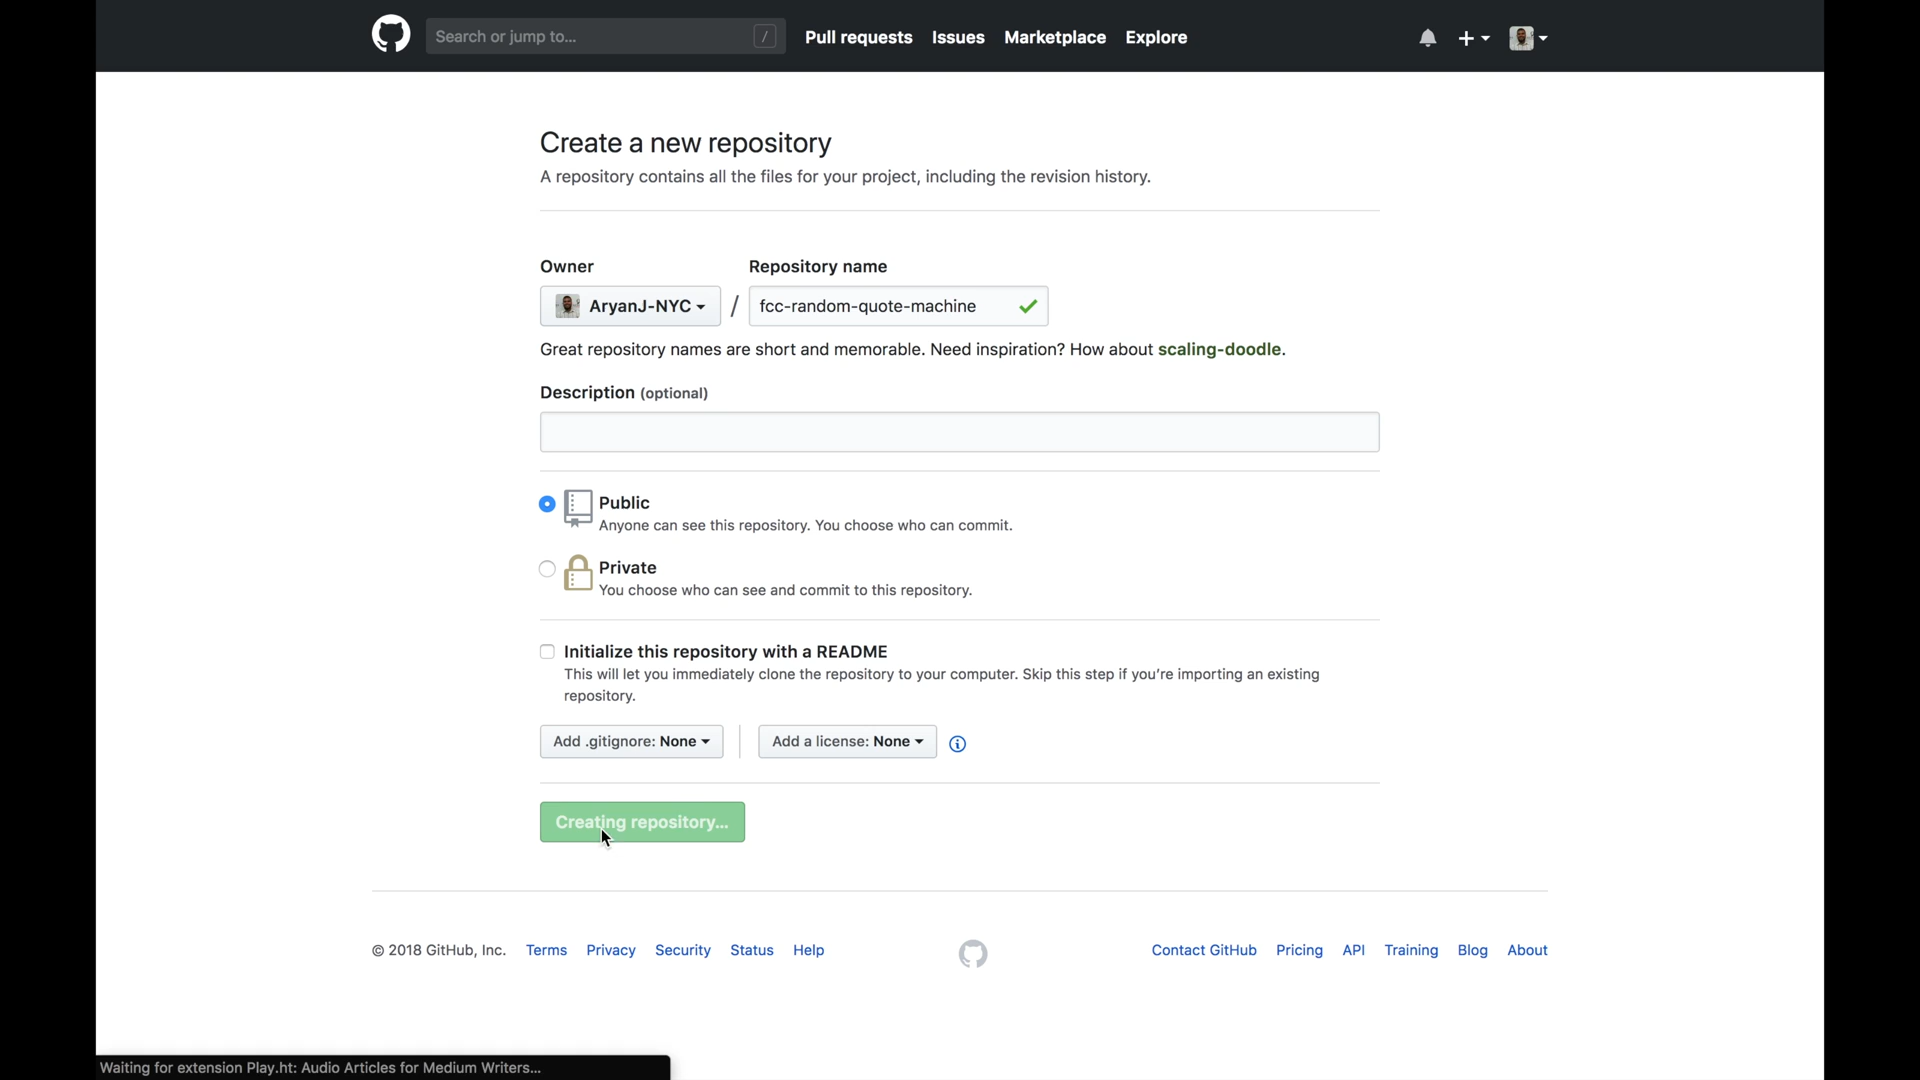 Search or jump to... / Pull requests Issues Marketplace Explore
Create a new repository
A repository contains all the files for your project, including the revision history.
Owner Repository name
AryanJ-NYC / fcc-random-quote-machine
Great repository names are short and memorable. Need inspiration? How about scaling-doodle.
Description (optional)
Public
Anyone can see this repository. You choose who can commit.
Private
You choose who can see and commit to this repository.
Initialize this repository with a README
This will let you immediately clone the repository to your computer. Skip this step if you're importing an existing
repository.
Add .gitignore: None Add a license: None
Creating repository...
© 2018 GitHub, Inc. Terms Privacy Security Status Help Contact GitHub Pricing API Training Blog About
Waiting for extension Play.ht: Audio Articles for Medium Writers...